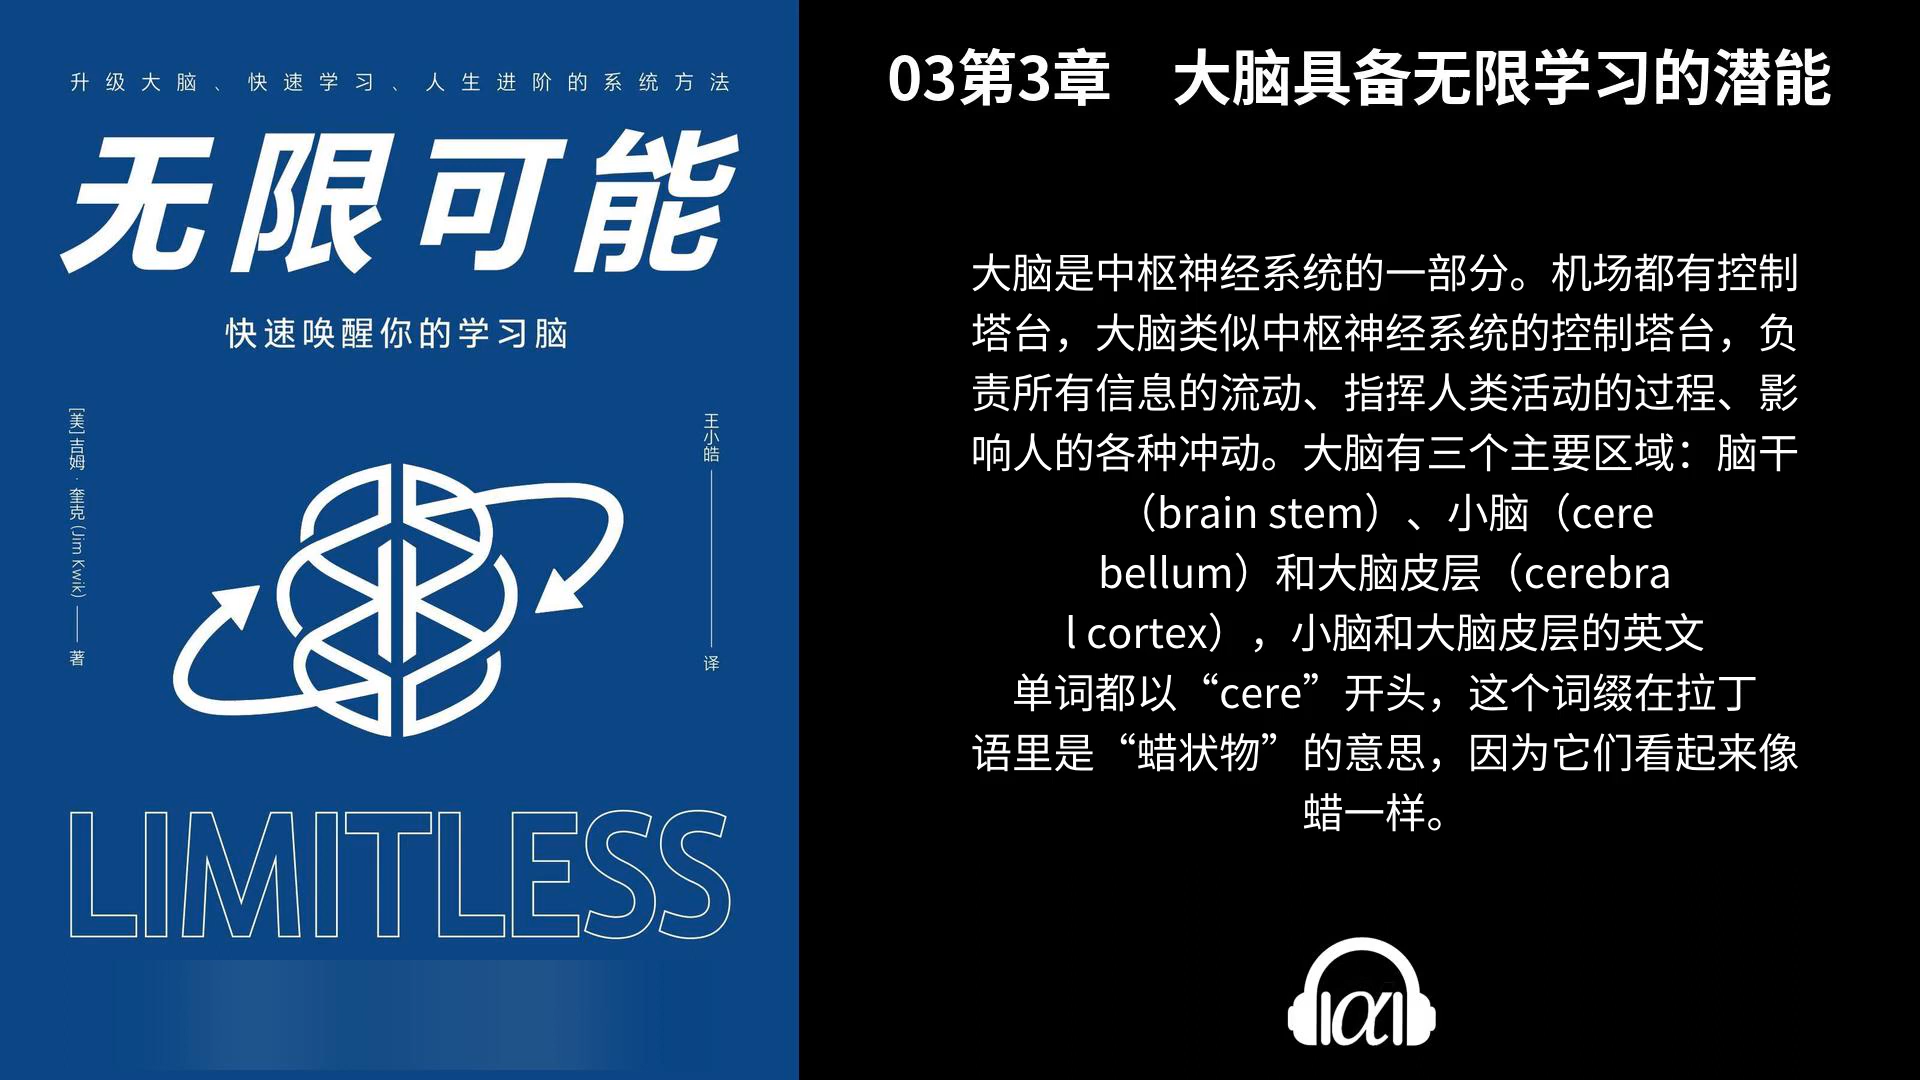 升级大脑、快速学习、人生进阶的系统方法
无限可能
快速唤醒你的学习脑
[美]吉姆·奎克(Jim Kwik)——著
王小皓——译
LIMITLESS
03第3章　大脑具备无限学习的潜能
大脑是中枢神经系统的一部分。机场都有控制
塔台，大脑类似中枢神经系统的控制塔台，负
责所有信息的流动、指挥人类活动的过程、影
响人的各种冲动。大脑有三个主要区域：脑干
（brain stem）、小脑（cere
bellum）和大脑皮层（cerebra
l cortex），小脑和大脑皮层的英文
单词都以“cere”开头，这个词缀在拉丁
语里是“蜡状物”的意思，因为它们看起来像
蜡一样。
α